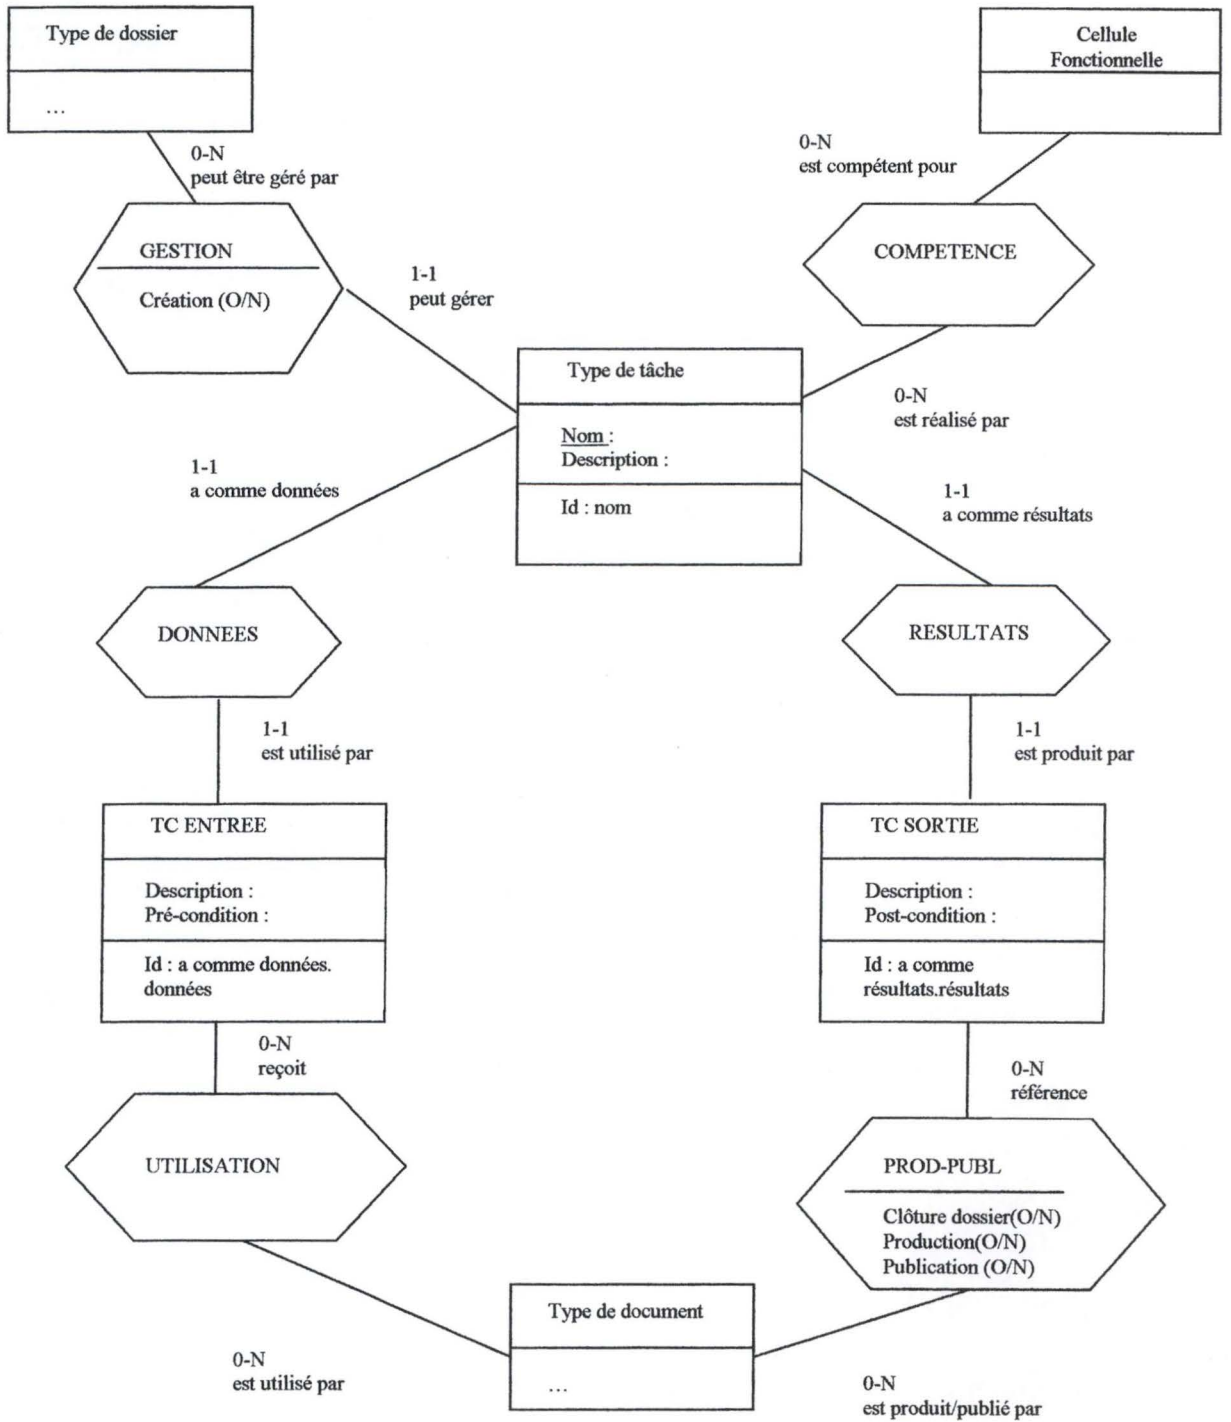 Type de dossier
...
Cellule
Fonctionnelle
0-N
peut être géré par
0-N
est compétent pour
GESTION
Création (O/N)
COMPETENCE
1-1
peut gérer
Type de tâche
Nom :
Description :
Id : nom
0-N
est réalisé par
1-1
a comme données
1-1
a comme résultats
DONNEES
RESULTATS
1-1
est utilisé par
1-1
est produit par
TC ENTREE
Description :
Pré-condition :
Id : a comme données.
données
TC SORTIE
Description :
Post-condition :
Id : a comme
résultats.résultats
0-N
reçoit
0-N
référence
UTILISATION
PROD-PUBL
Clôture dossier(O/N)
Production(O/N)
Publication (O/N)
Type de document
...
0-N
est utilisé par
0-N
est produit/publié par